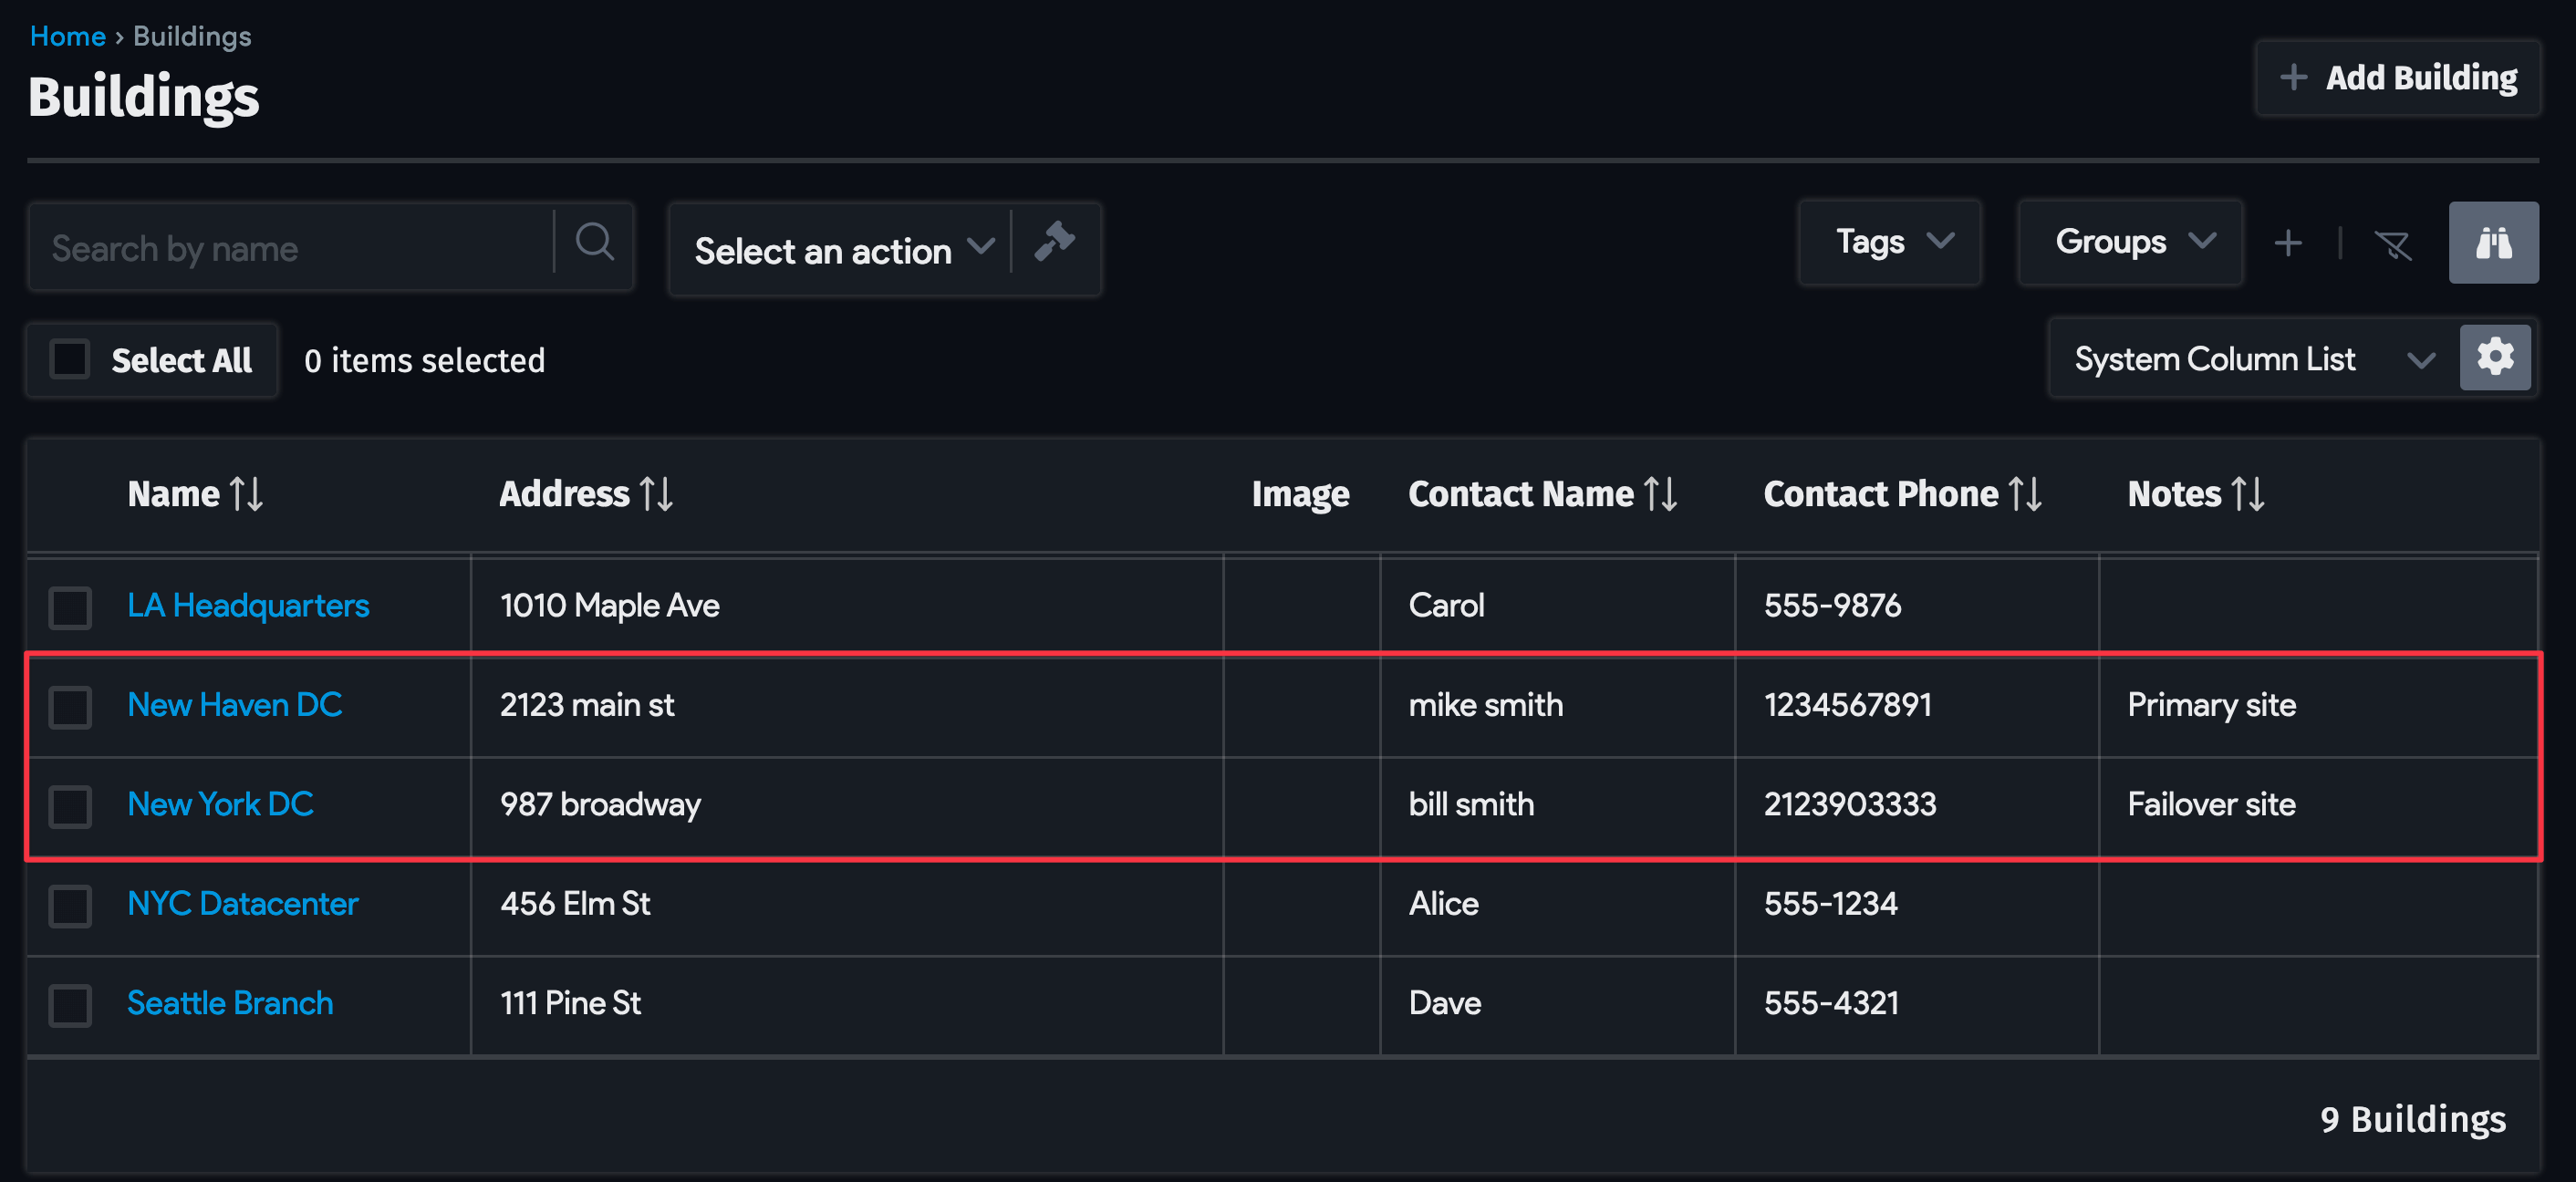 Home › Buildings
Buildings
Add Building
Search by name
Select an action
Tags
Groups
Select All
0 items selected
System Column List
Name Address Image Contact Name Contact Phone Notes
LA Headquarters 1010 Maple Ave Carol 555-9876
New Haven DC 2123 main st mike smith 1234567891 Primary site
New York DC 987 broadway bill smith 2123903333 Failover site
NYC Datacenter 456 Elm St Alice 555-1234
Seattle Branch 111 Pine St Dave 555-4321
9 Buildings